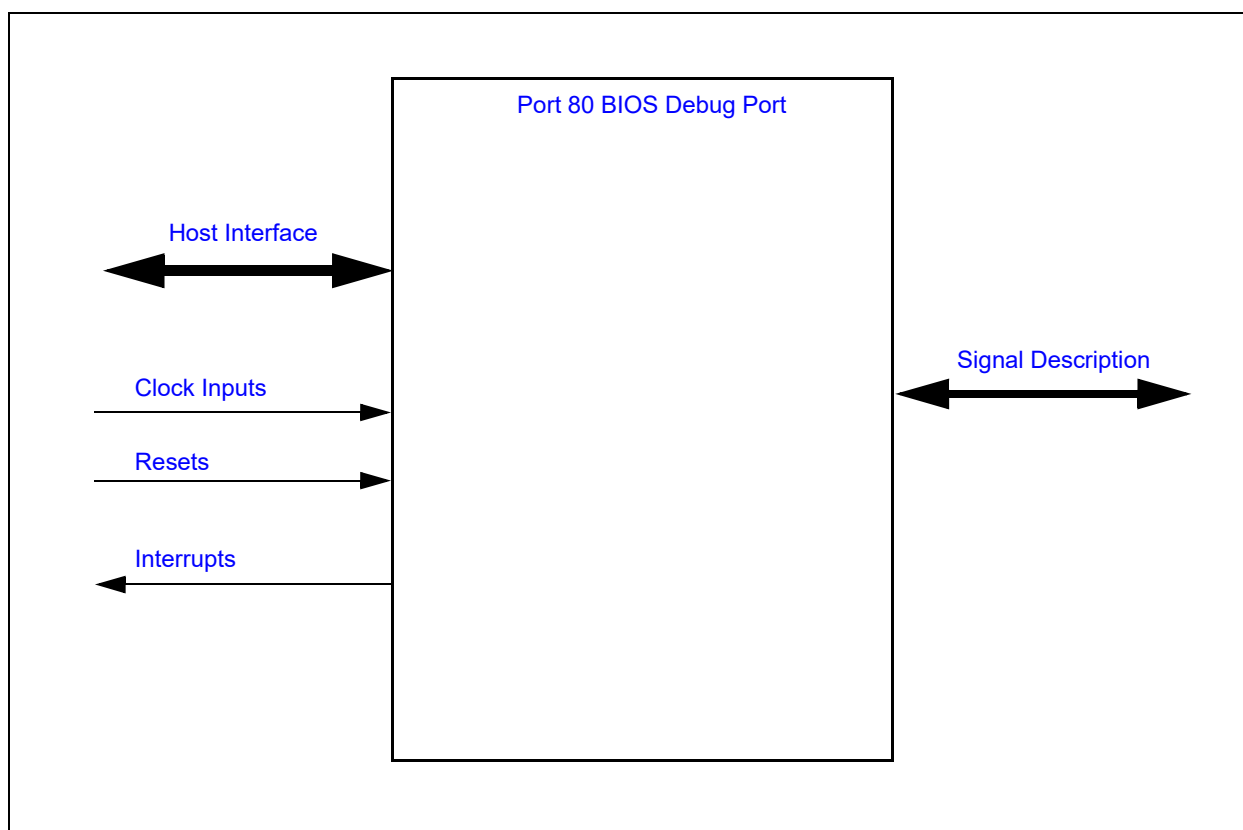 Port 80 BIOS Debug Port
Host Interface
Signal Description
Clock Inputs
Resets
Interrupts